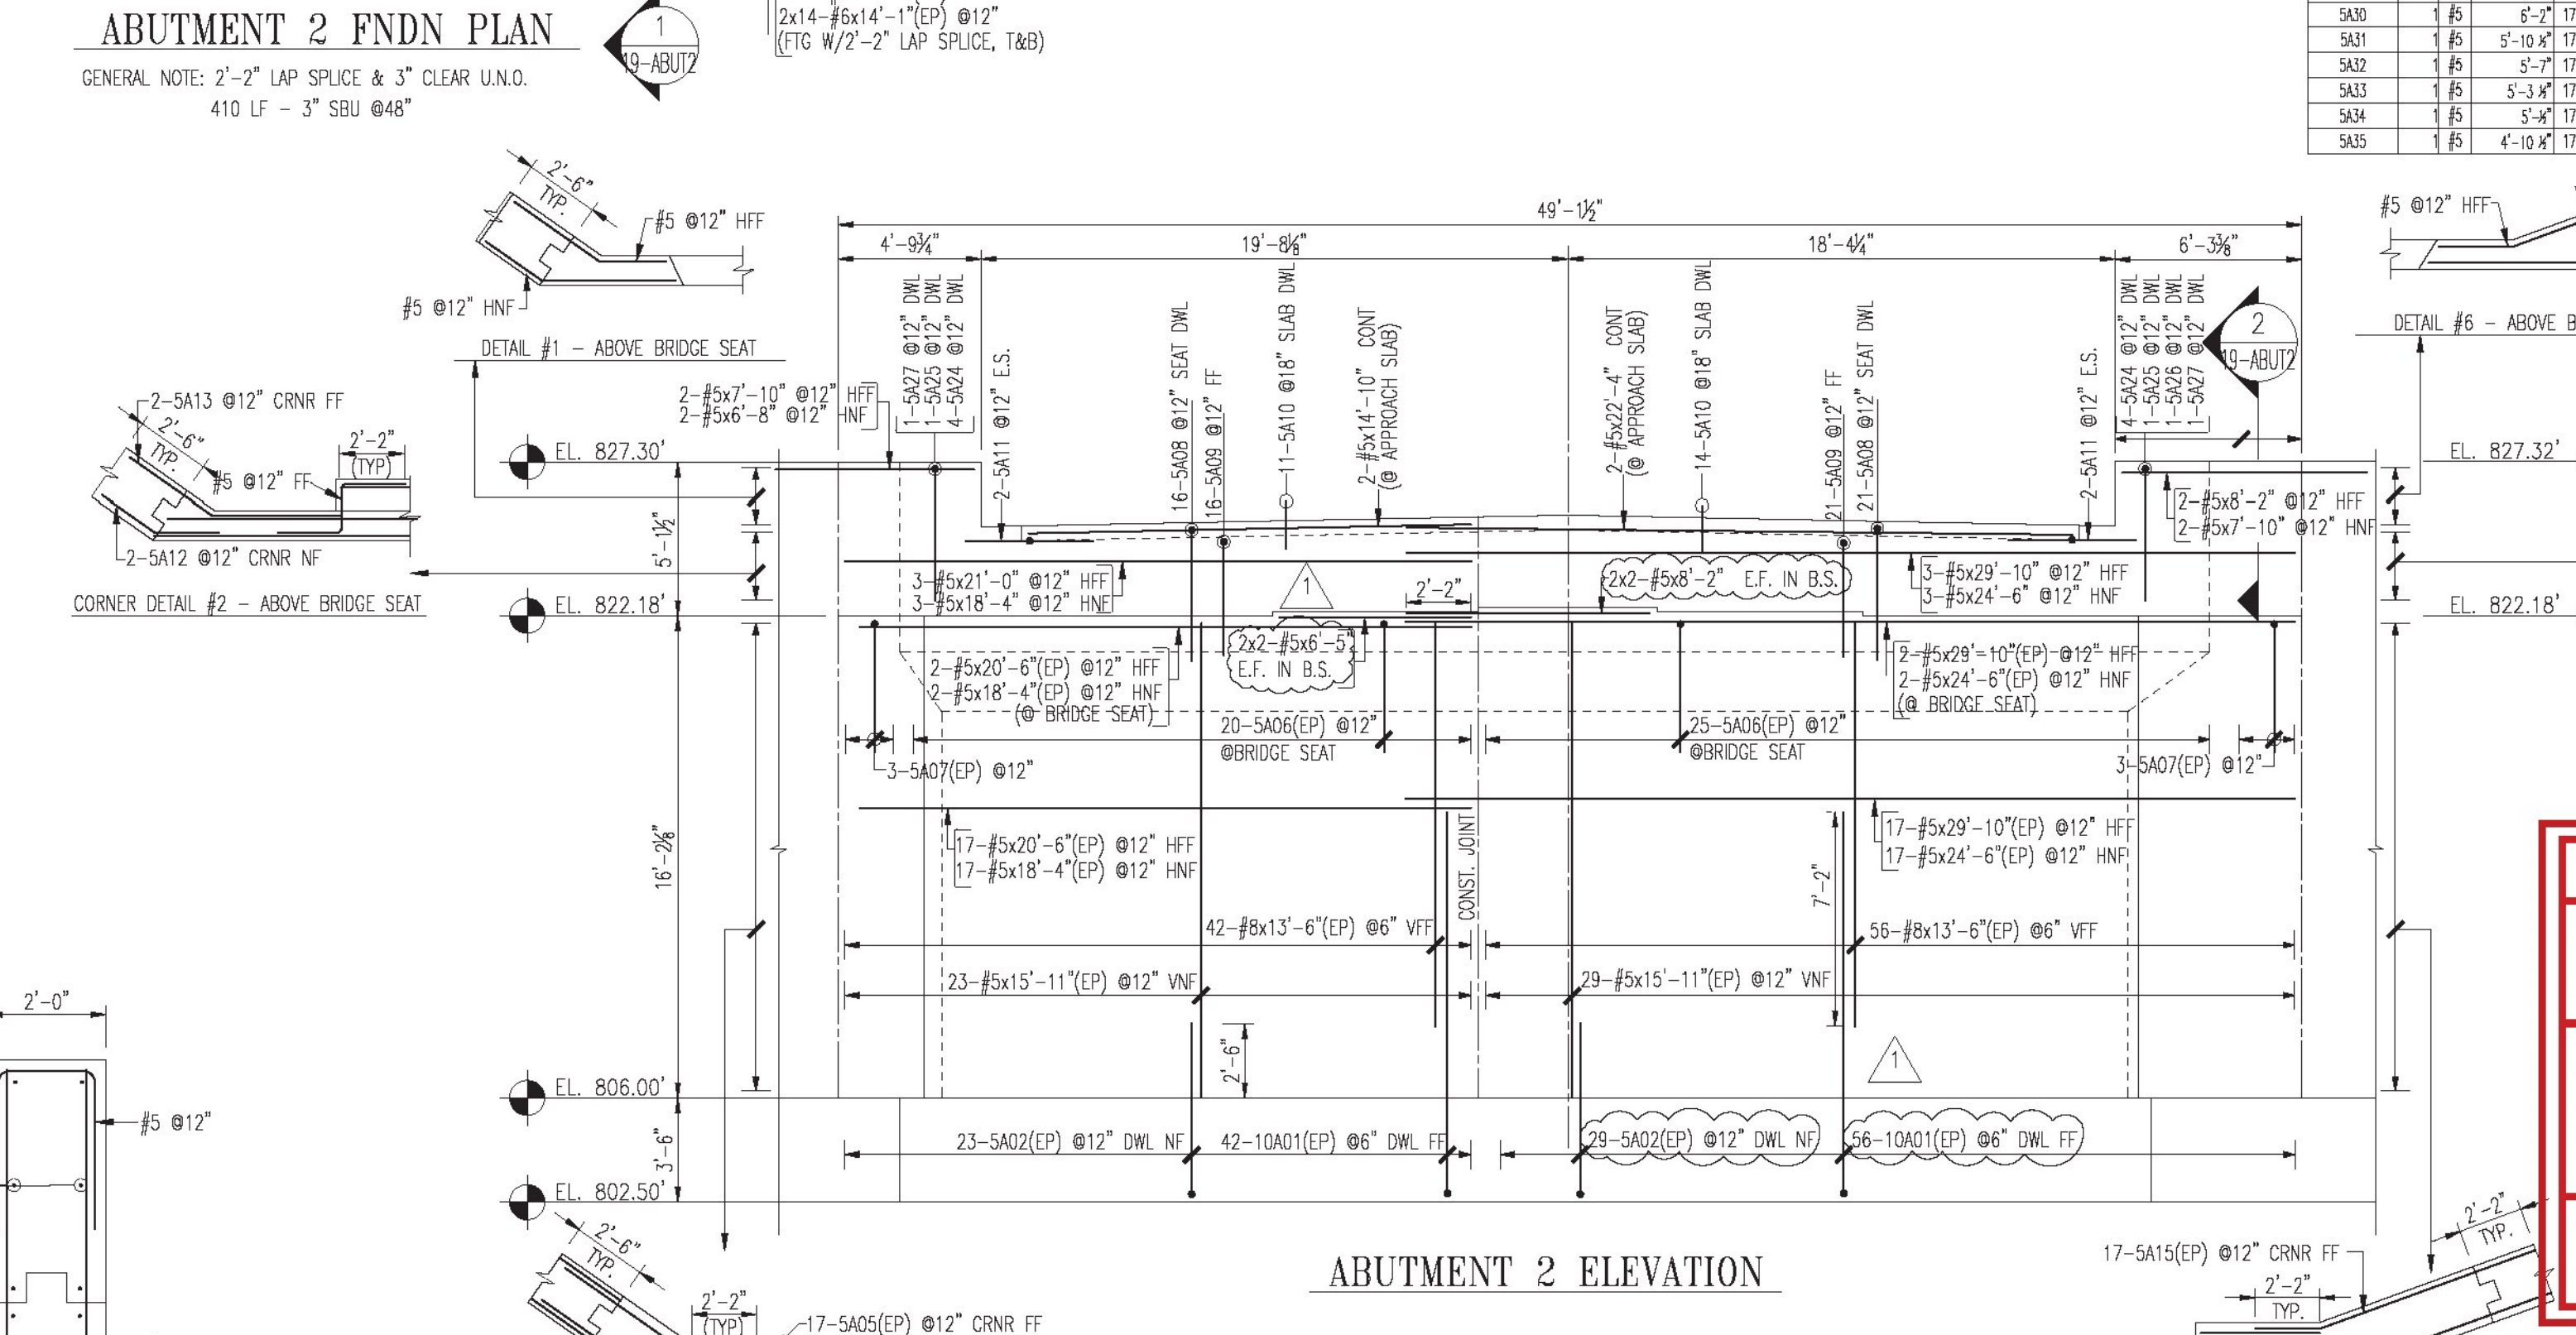 2x14-#6x14'-1"(EP) @12"
(FTG W/2'-2" LAP SPLICE, T&B)
ABUTMENT 2 FNDN PLAN
1
19-ABUT2
GENERAL NOTE: 2'-2" LAP SPLICE & 3" CLEAR U.N.O.
410 LF - 3" SBU @48"
5A30 1 #5 6'-2" 17
5A31 1 #5 5'-10 ½" 17
5A32 1 #5 5'-7" 17
5A33 1 #5 5'-3 ½" 17
5A34 1 #5 17
5A35 1 #5 17
2'-6"
TYP.
#5 @12" HFF
#5 @12" HNF
DETAIL #1 - ABOVE BRIDGE SEAT
2-5A13 @12" CRNR FF
2'-6"
TYP.
2'-2"
(TYP)
#5 @12" FF
2-5A12 @12" CRNR NF
CORNER DETAIL #2 - ABOVE BRIDGE SEAT
49'-1½"
4'-9¾"
19'-8⅛"
18'-4¼"
6'-3⅜"
1-5A27 @12" DWL
1-5A25 @12" DWL
4-5A24 @12" DWL
2-5A11 @12" E.S.
16-5A08 @12" SEAT DWL
16-5A09 @12" FF
11-5A10 @18" SLAB DWL
2-#5x14'-10" CONT
(@ APPROACH SLAB)
2-#5x22'-4" CONT
(@ APPROACH SLAB)
14-5A10 @18" SLAB DWL
21-5A09 @12" FF
21-5A08 @12" SEAT DWL
2-5A11 @12" E.S.
4-5A24 @12" DWL
1-5A25 @12" DWL
1-5A26 @12" DWL
1-5A27 @12" DWL
2
19-ABUT2
#5 @12" HFF
DETAIL #6 - ABOVE B
2-#5x7'-10" @12" HFF
2-#5x6'-8" @12" HNF
EL. 827.30'
EL. 827.32'
2-#5x8'-2" @12" HFF
2-#5x7'-10" @12" HNF
5'-1½"
3-#5x21'-0" @12" HFF
3-#5x18'-4" @12" HNF
1
2'-2"
2x2-#5x8'-2" E.F. IN B.S.
3-#5x29'-10" @12" HFF
3-#5x24'-6" @12" HNF
EL. 822.18'
EL. 822.18'
2x2-#5x6'-5"
E.F. IN B.S.
2-#5x20'-6"(EP) @12" HFF
2-#5x18'-4"(EP) @12" HNF
(@ BRIDGE SEAT)
2-#5x29'-10"(EP) @12" HFF
2-#5x24'-6"(EP) @12" HNF
(@ BRIDGE SEAT)
20-5A06(EP) @12"
@BRIDGE SEAT
25-5A06(EP) @12"
@BRIDGE SEAT
3-5A07(EP) @12"
3-5A07(EP) @12"
16'-2⅛"
17-#5x20'-6"(EP) @12" HFF
17-#5x18'-4"(EP) @12" HNF
CONST. JOINT
17-#5x29'-10"(EP) @12" HFF
17-#5x24'-6"(EP) @12" HNF
7'-2"
42-#8x13'-6"(EP) @6" VFF
56-#8x13'-6"(EP) @6" VFF
23-#5x15'-11"(EP) @12" VNF
29-#5x15'-11"(EP) @12" VNF
2'-0"
2'-6"
1
EL. 806.00'
#5 @12"
3'-6"
23-5A02(EP) @12" DWL NF
42-10A01(EP) @6" DWL FF
29-5A02(EP) @12" DWL NF
56-10A01(EP) @6" DWL FF
EL. 802.50'
2'-6"
TYP.
2'-2"
(TYP)
17-5A05(EP) @12" CRNR FF
ABUTMENT 2 ELEVATION
17-5A15(EP) @12" CRNR FF
2'-2"
TYP.
2'-2"
TYP.